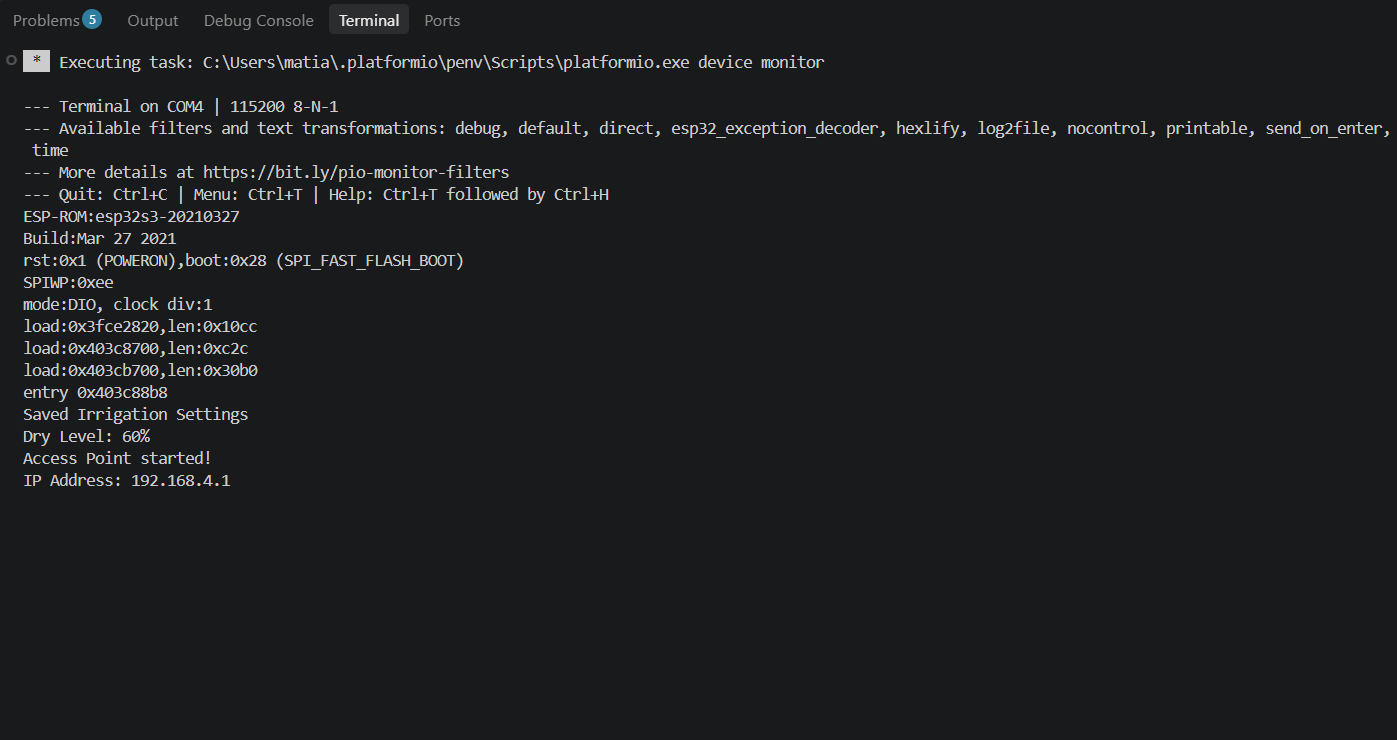 Problems 5 Output Debug Console Terminal Ports
* Executing task: C:\Users\matia\.platformio\penv\Scripts\platformio.exe device monitor
--- Terminal on COM4 | 115200 8-N-1
--- Available filters and text transformations: debug, default, direct, esp32_exception_decoder, hexlify, log2file, nocontrol, printable, send_on_enter,
time
--- More details at https://bit.ly/pio-monitor-filters
--- Quit: Ctrl+C | Menu: Ctrl+T | Help: Ctrl+T followed by Ctrl+H
ESP-ROM:esp32s3-20210327
Build:Mar 27 2021
rst:0x1 (POWERON),boot:0x28 (SPI_FAST_FLASH_BOOT)
SPIWP:0xee
mode:DIO, clock div:1
load:0x3fce2820,len:0x10cc
load:0x403c8700,len:0xc2c
load:0x403cb700,len:0x30b0
entry 0x403c88b8
Saved Irrigation Settings
Dry Level: 60%
Access Point started!
IP Address: 192.168.4.1